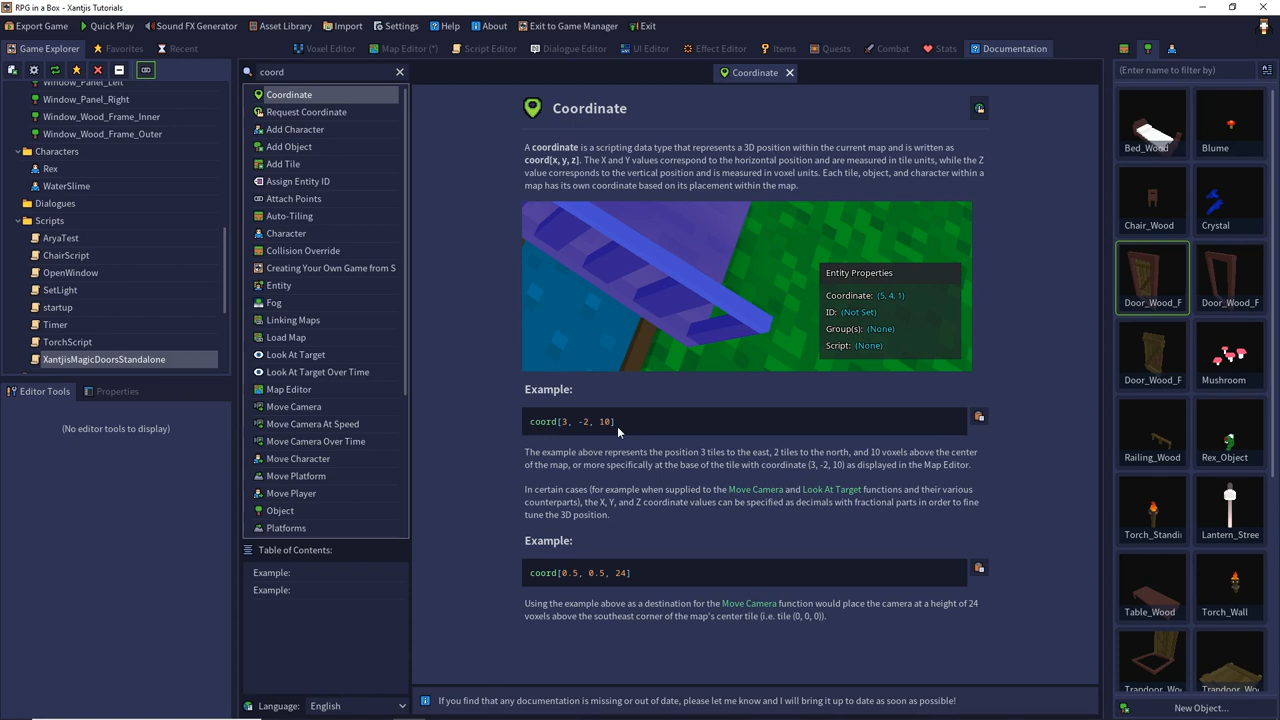 RPG in a Box - Xantjis Tutorials
Export Game Quick Play Sound FX Generator Asset Library Import Settings Help About Exit to Game Manager Exit
Game Explorer Favorites Recent Voxel Editor Map Editor (*) Script Editor Dialogue Editor UI Editor Effect Editor Items Quests Combat Stats Documentation
coord
Coordinate
(Enter name to filter by)
Window_Panel_Left
Window_Panel_Right
Window_Wood_Frame_Inner
Window_Wood_Frame_Outer
Characters
Rex
WaterSlime
Dialogues
Scripts
AryaTest
ChairScript
OpenWindow
SetLight
startup
Timer
TorchScript
XantjisMagicDoorsStandalone
Editor Tools Properties
(No editor tools to display)
Coordinate
Request Coordinate
Add Character
Add Object
Add Tile
Assign Entity ID
Attach Points
Auto-Tiling
Character
Collision Override
Creating Your Own Game from S
Entity
Fog
Linking Maps
Load Map
Look At Target
Look At Target Over Time
Map Editor
Move Camera
Move Camera At Speed
Move Camera Over Time
Move Character
Move Platform
Move Player
Object
Platforms
Table of Contents:
Example:
Example:
Language: English
Coordinate
A coordinate is a scripting data type that represents a 3D position within the current map and is written as
coord[x, y, z]. The X and Y values correspond to the horizontal position and are measured in tile units, while the Z
value corresponds to the vertical position and is measured in voxel units. Each tile, object, and character within a
map has its own coordinate based on its placement within the map.
Entity Properties
Coordinate: (5, 4, 1)
ID: (Not Set)
Group(s): (None)
Script: (None)
Example:
coord[3, -2, 10]
The example above represents the position 3 tiles to the east, 2 tiles to the north, and 10 voxels above the center
of the map, or more specifically at the base of the tile with coordinate (3, -2, 10) as displayed in the Map Editor.
In certain cases (for example when supplied to the Move Camera and Look At Target functions and their various
counterparts), the X, Y, and Z coordinate values can be specified as decimals with fractional parts in order to fine
tune the 3D position.
Example:
coord[0.5, 0.5, 24]
Using the example above as a destination for the Move Camera function would place the camera at a height of 24
voxels above the southeast corner of the map's center tile (i.e. tile (0, 0, 0)).
If you find that any documentation is missing or out of date, please let me know and I will bring it up to date as soon as possible!
Bed_Wood Blume
Chair_Wood Crystal
Door_Wood_F Door_Wood_F
Door_Wood_F Mushroom
Railing_Wood Rex_Object
Torch_Standi Lantern_Stree
Table_Wood Torch_Wall
Trapdoor_Wo Trapdoor_Wo
New Object...